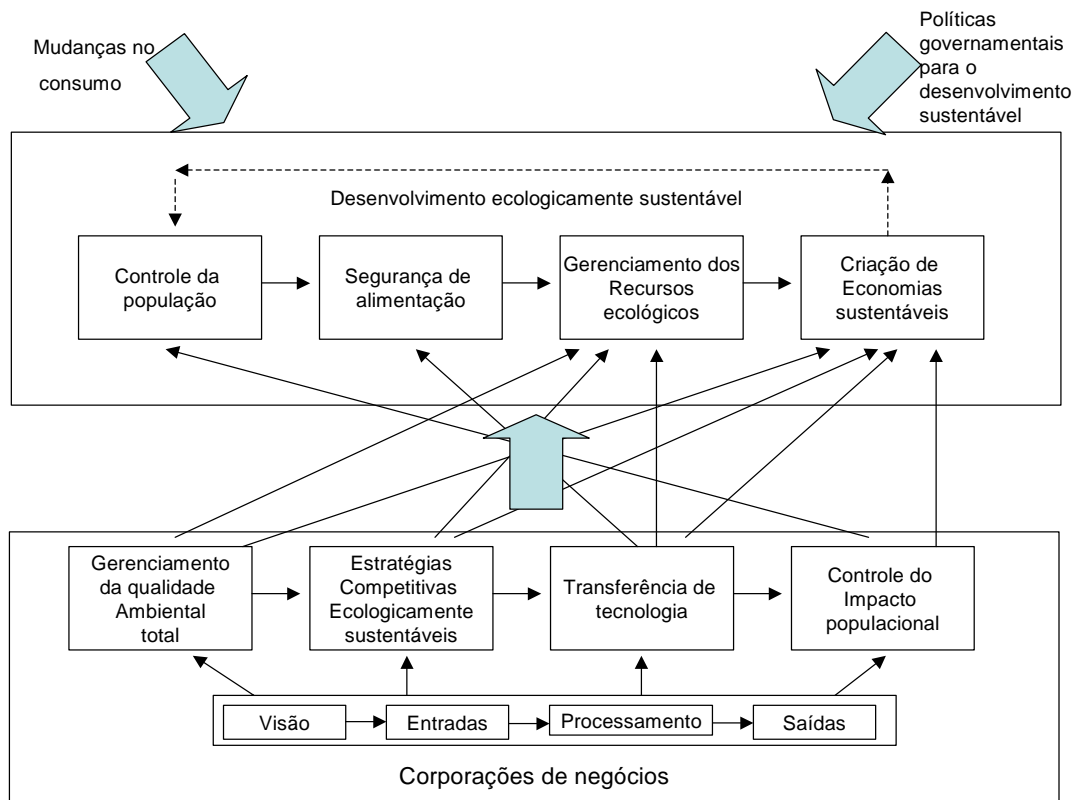 Mudanças no
consumo
Políticas
governamentais
para o
desenvolvimento
sustentável
Desenvolvimento ecologicamente sustentável
Controle da
população
Segurança de
alimentação
Gerenciamento dos
Recursos
ecológicos
Criação de
Economias
sustentáveis
Gerenciamento
da qualidade
Ambiental
total
Estratégias
Competitivas
Ecologicamente
sustentáveis
Transferência de
tecnologia
Controle do
Impacto
populacional
Visão
Entradas
Processamento
Saídas
Corporações de negócios